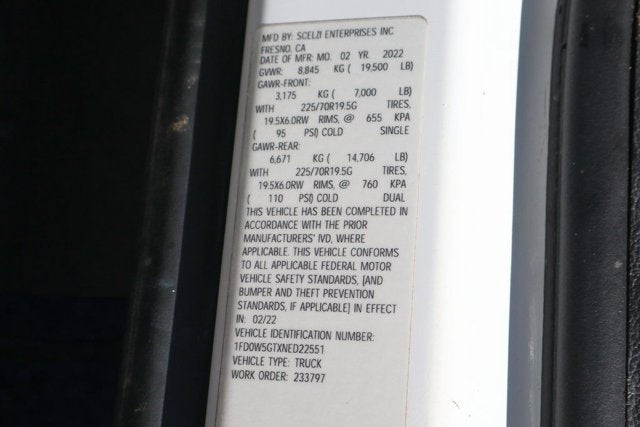 MFD BY: SCELZI ENTERPRISES INC
FRESNO, CA
DATE OF MFR: MO. 02 YR. 2022
GVWR: 8,845 KG ( 19,500 LB)
GAWR-FRONT:
3,175 KG ( 7,000 LB)
WITH 225/70R19.5G TIRES,
19.5X6.0RW RIMS, @ 655 KPA
( 95 PSI) COLD SINGLE
GAWR-REAR:
6,671 KG ( 14,706 LB)
WITH 225/70R19.5G TIRES,
19.5X6.0RW RIMS, @ 760 KPA
( 110 PSI) COLD DUAL
THIS VEHICLE HAS BEEN COMPLETED IN
ACCORDANCE WITH THE PRIOR
MANUFACTURERS' IVD, WHERE
APPLICABLE. THIS VEHICLE CONFORMS
TO ALL APPLICABLE FEDERAL MOTOR
VEHICLE SAFETY STANDARDS, [AND
BUMPER AND THEFT PREVENTION
STANDARDS, IF APPLICABLE] IN EFFECT
IN: 02/22
VEHICLE IDENTIFICATION NUMBER:
1FD0W5GTXNED22551
VEHICLE TYPE: TRUCK
WORK ORDER: 233797